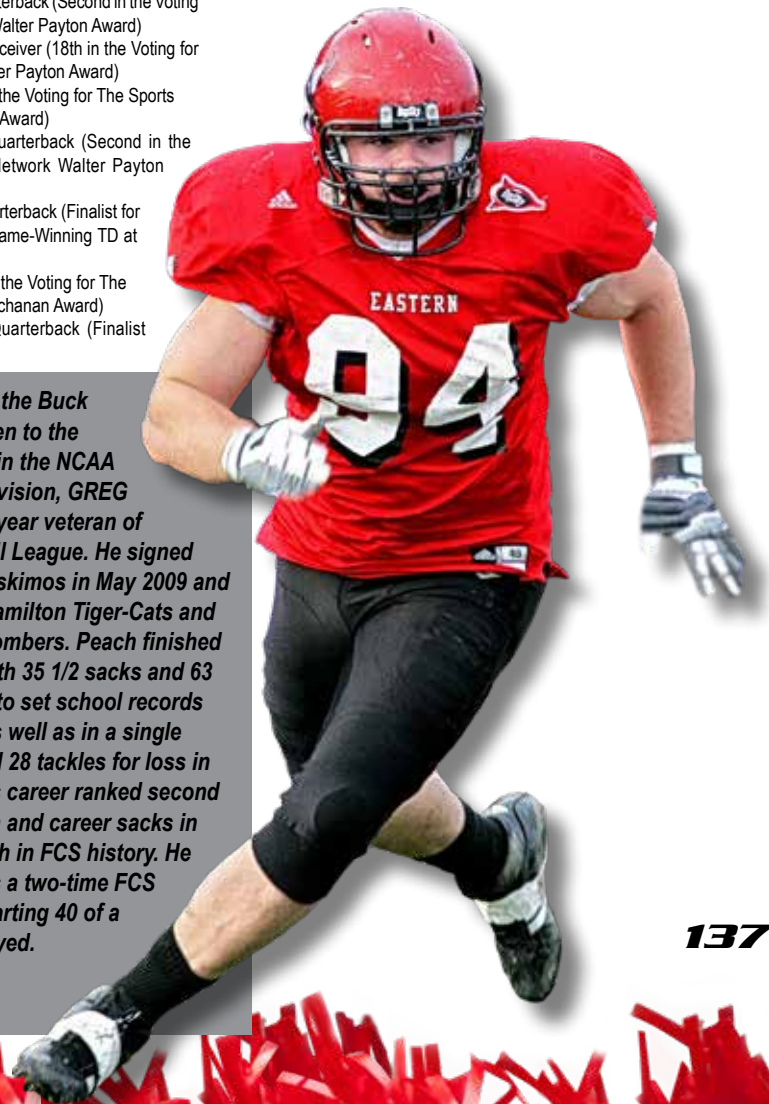 terback (Second in the Voting
Walter Payton Award)
ceiver (18th in the Voting for
er Payton Award)
the Voting for The Sports
Award)
uarterback (Second in the
Network Walter Payton
rterback (Finalist for
ame-Winning TD at
the Voting for The
chanan Award)
Quarterback (Finalist
EASTERN
94
the Buck
en to the
in the NCAA
vision, GREG
year veteran of
ll League. He signed
skimos in May 2009 and
amilton Tiger-Cats and
ombers. Peach finished
th 35 1/2 sacks and 63
to set school records
s well as in a single
d 28 tackles for loss in
s career ranked second
and career sacks in
h in FCS history. He
s a two-time FCS
arting 40 of a
yed.
137